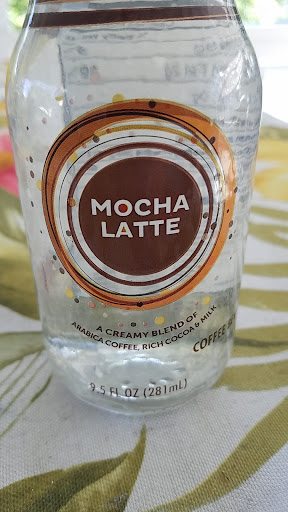 MOCHA
LATTE
A CREAMY BLEND OF
ARABICA COFFEE, RICH COCOA & MILK
COFFEE
9.5 FL OZ (281mL)